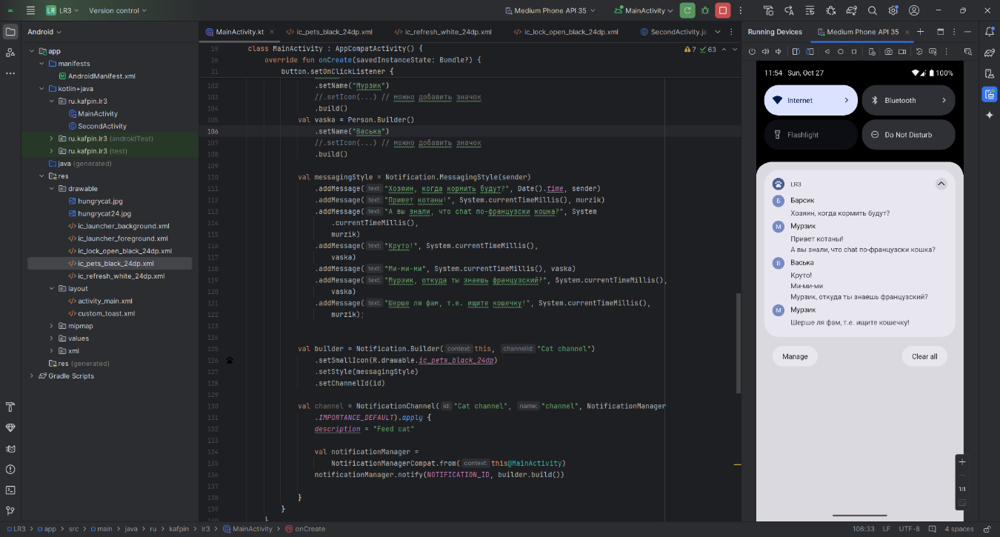 LR LR3
Version control
Medium Phone API 35
MainActivity
Android
MainActivity.kt
ic_pets_black_24dp.xml
ic_refresh_white_24dp.xml
ic_lock_open_black_24dp.xml
SecondActivity.ja
Running Devices
Medium Phone API 35
app
manifests
AndroidManifest.xml
kotlin+java
ru.kafpin.lr3
MainActivity
SecondActivity
ru.kafpin.lr3 (androidTest)
ru.kafpin.lr3 (test)
java (generated)
res
drawable
hungrycat.jpg
hungrycat24.jpg
ic_launcher_background.xml
ic_launcher_foreground.xml
ic_lock_open_black_24dp.xml
ic_pets_black_24dp.xml
ic_refresh_white_24dp.xml
layout
activity_main.xml
custom_toast.xml
mipmap
values
xml
res (generated)
Gradle Scripts
7 63
19 class MainActivity : AppCompatActivity() {
26 override fun onCreate(savedInstanceState: Bundle?) {
31 button.setOnClickListener {
102 .setName("Мурзик")
103 //.setIcon(...) // можно добавить значок
104 .build()
105 val vaska = Person.Builder()
106 .setName("Васька")
107 //.setIcon(...) // можно добавить значок
108 .build()
109
110 val messagingStyle = Notification.MessagingStyle(sender)
111 .addMessage( text: "Хозяин, когда кормить будут?", Date().time, sender)
112 .addMessage( text: "Привет котаны!", System.currentTimeMillis(), murzik)
113 .addMessage( text: "А вы знали, что chat по-французски кошка?", System
114 .currentTimeMillis(),
115 murzik)
116 .addMessage( text: "Круто!", System.currentTimeMillis(),
117 vaska)
118 .addMessage( text: "Ми-ми-ми", System.currentTimeMillis(), vaska)
119 .addMessage( text: "Мурзик, откуда ты знаешь французский?", System.currentTimeMillis(),
120 vaska)
121 .addMessage( text: "Шерше ля фам, т.е. ищите кошечку!", System.currentTimeMillis(),
122 murzik);
123
124
125 val builder = Notification.Builder( context: this, channelId: "Cat channel")
126 .setSmallIcon(R.drawable.ic_pets_black_24dp)
127 .setStyle(messagingStyle)
128 .setChannelId(id)
129
130 val channel = NotificationChannel( id: "Cat channel", name: "channel", NotificationManager
131 .IMPORTANCE_DEFAULT).apply {
132 description = "Feed cat"
133
134 val notificationManager =
135 NotificationManagerCompat.from( context: this@MainActivity)
136 notificationManager.notify(NOTIFICATION_ID, builder.build())
137
138 }
139 }
140 }
11:54 Sun, Oct 27
100%
Internet
Bluetooth
Flashlight
Do Not Disturb
LR3
Б Барсик
Хозяин, когда кормить будут?
М Мурзик
Привет котаны!
А вы знали, что chat по-французски кошка?
В Васька
Круто!
Ми-ми-ми
Мурзик, откуда ты знаешь французский?
М Мурзик
Шерше ля фам, т.е. ищите кошечку!
Manage
Clear all
1:1
LR3 > app > src > main > java > ru > kafpin > lr3 > MainActivity > onCreate
106:33 LF UTF-8 4 spaces